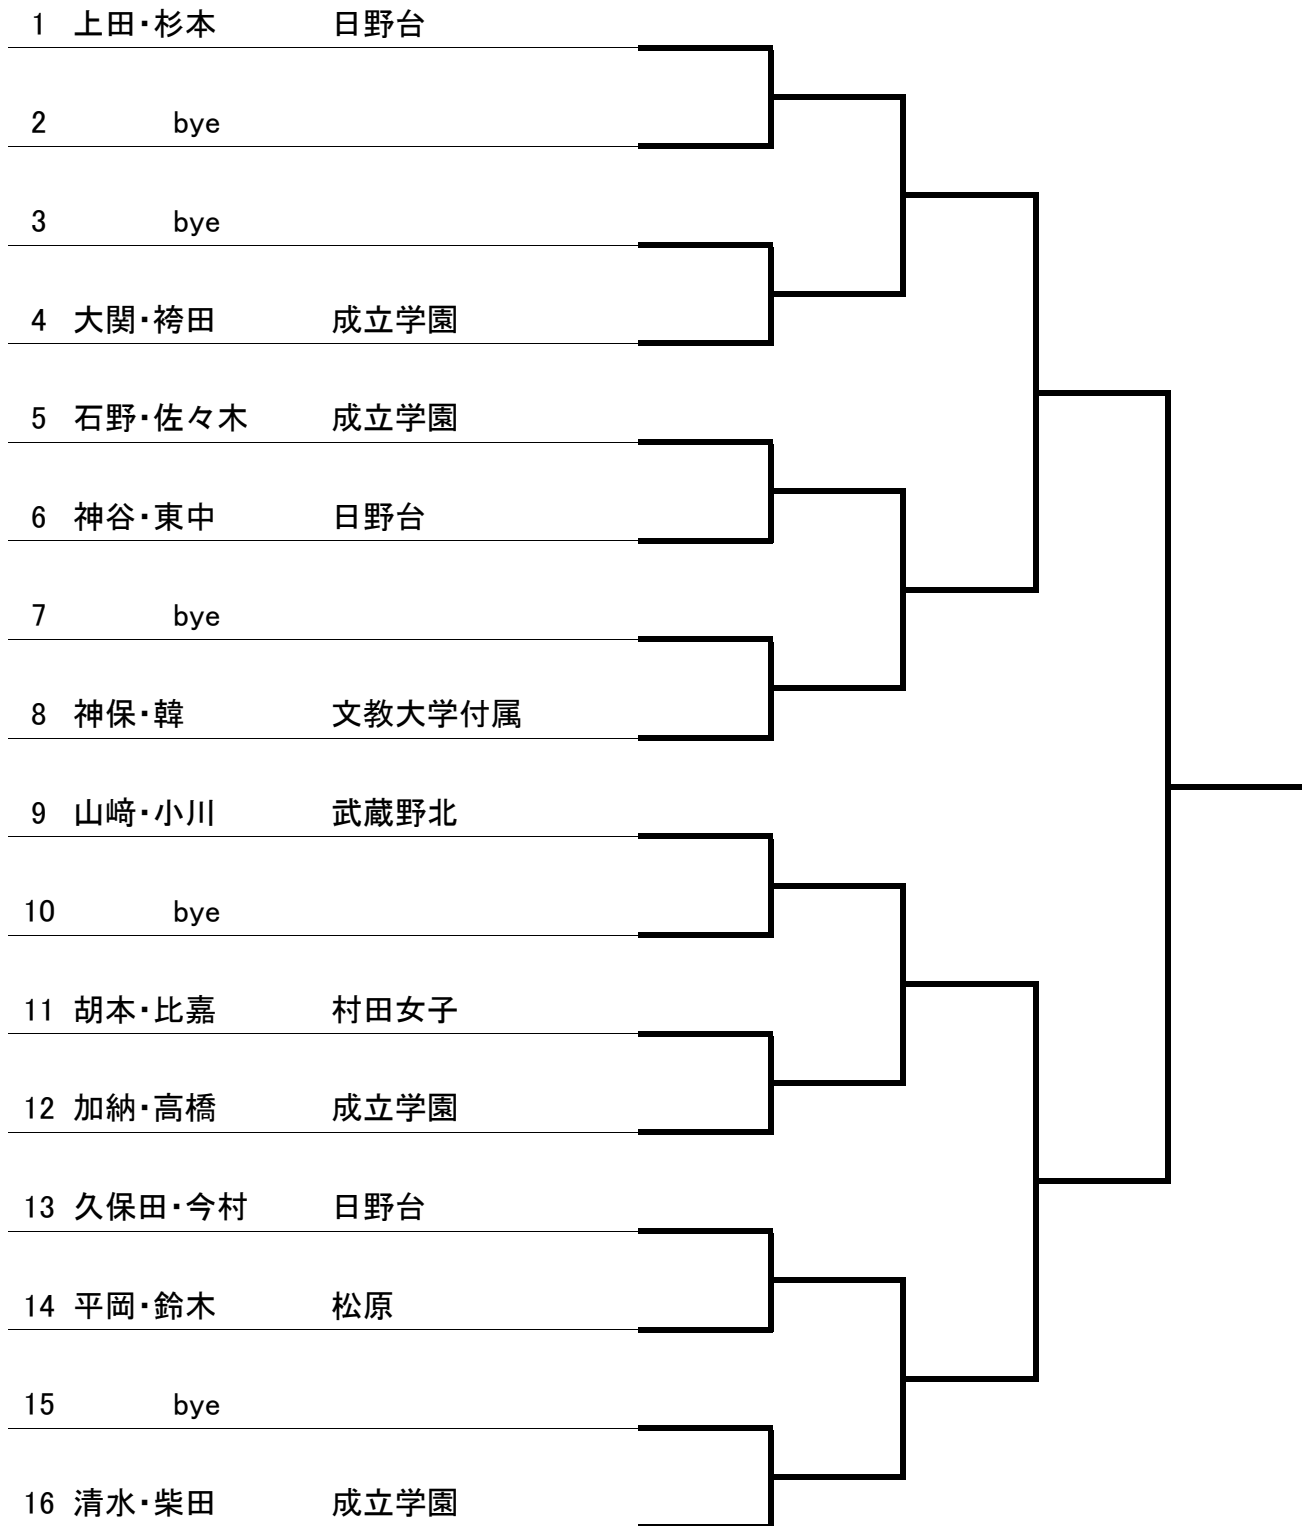 1 上田・杉本 日野台
2 bye
3 bye
4 大関・袴田 成立学園
5 石野・佐々木 成立学園
6 神谷・東中 日野台
7 bye
8 神保・韓 文教大学付属
9 山﨑・小川 武蔵野北
10 bye
11 胡本・比嘉 村田女子
12 加納・高橋 成立学園
13 久保田・今村 日野台
14 平岡・鈴木 松原
15 bye
16 清水・柴田 成立学園